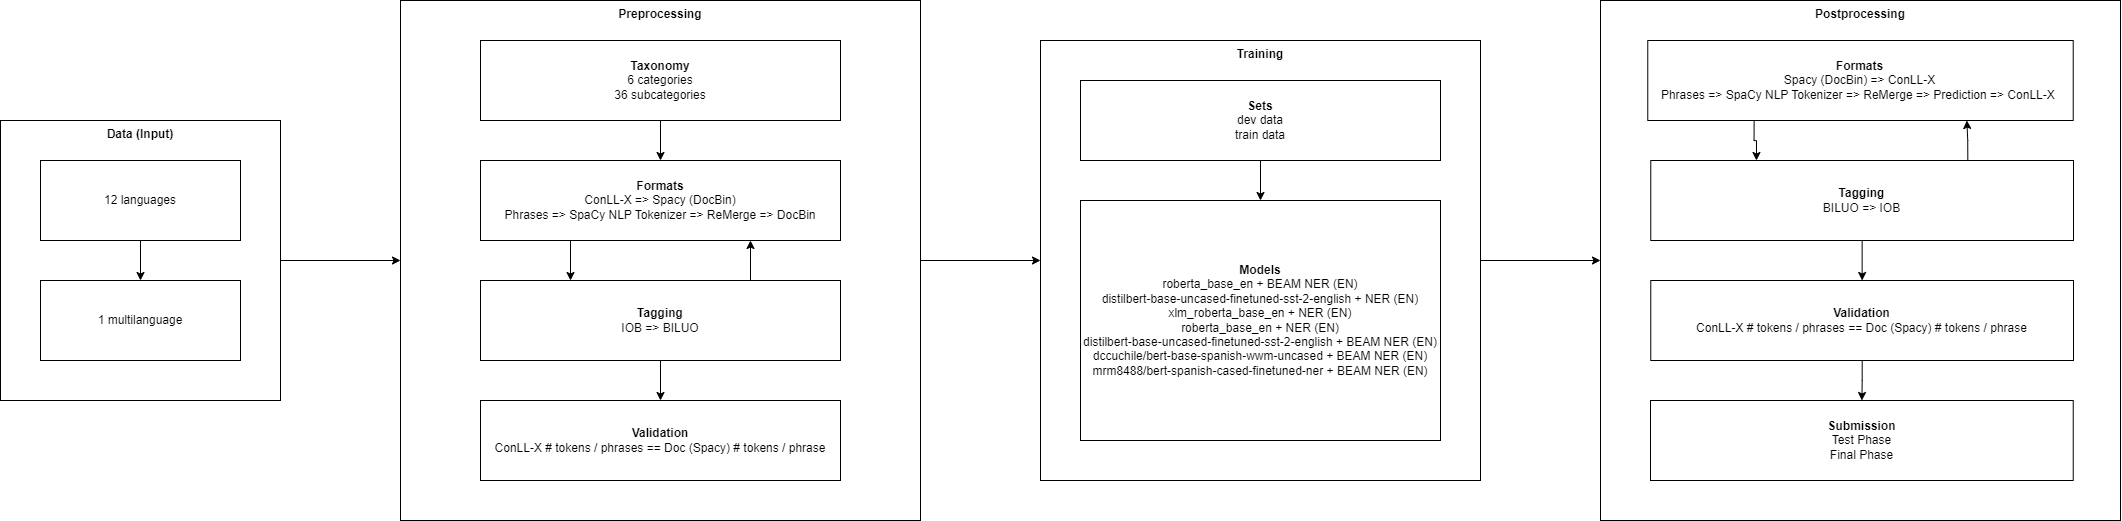 Data (Input)
12 languages
1 multilanguage
Preprocessing
Taxonomy
6 categories
36 subcategories
Formats
ConLL-X => Spacy (DocBin)
Phrases => SpaCy NLP Tokenizer => ReMerge => DocBin
Tagging
IOB => BILUO
Validation
ConLL-X # tokens / phrases == Doc (Spacy) # tokens / phrase
Training
Sets
dev data
train data
Models
roberta_base_en + BEAM NER (EN)
distilbert-base-uncased-finetuned-sst-2-english + NER (EN)
xlm_roberta_base_en + NER (EN)
roberta_base_en + NER (EN)
distilbert-base-uncased-finetuned-sst-2-english + BEAM NER (EN)
dccuchile/bert-base-spanish-wwm-uncased + BEAM NER (EN)
mrm8488/bert-spanish-cased-finetuned-ner + BEAM NER (EN)
Postprocessing
Formats
Spacy (DocBin) => ConLL-X
Phrases => SpaCy NLP Tokenizer => ReMerge => Prediction => ConLL-X
Tagging
BILUO => IOB
Validation
ConLL-X # tokens / phrases == Doc (Spacy) # tokens / phrase
Submission
Test Phase
Final Phase